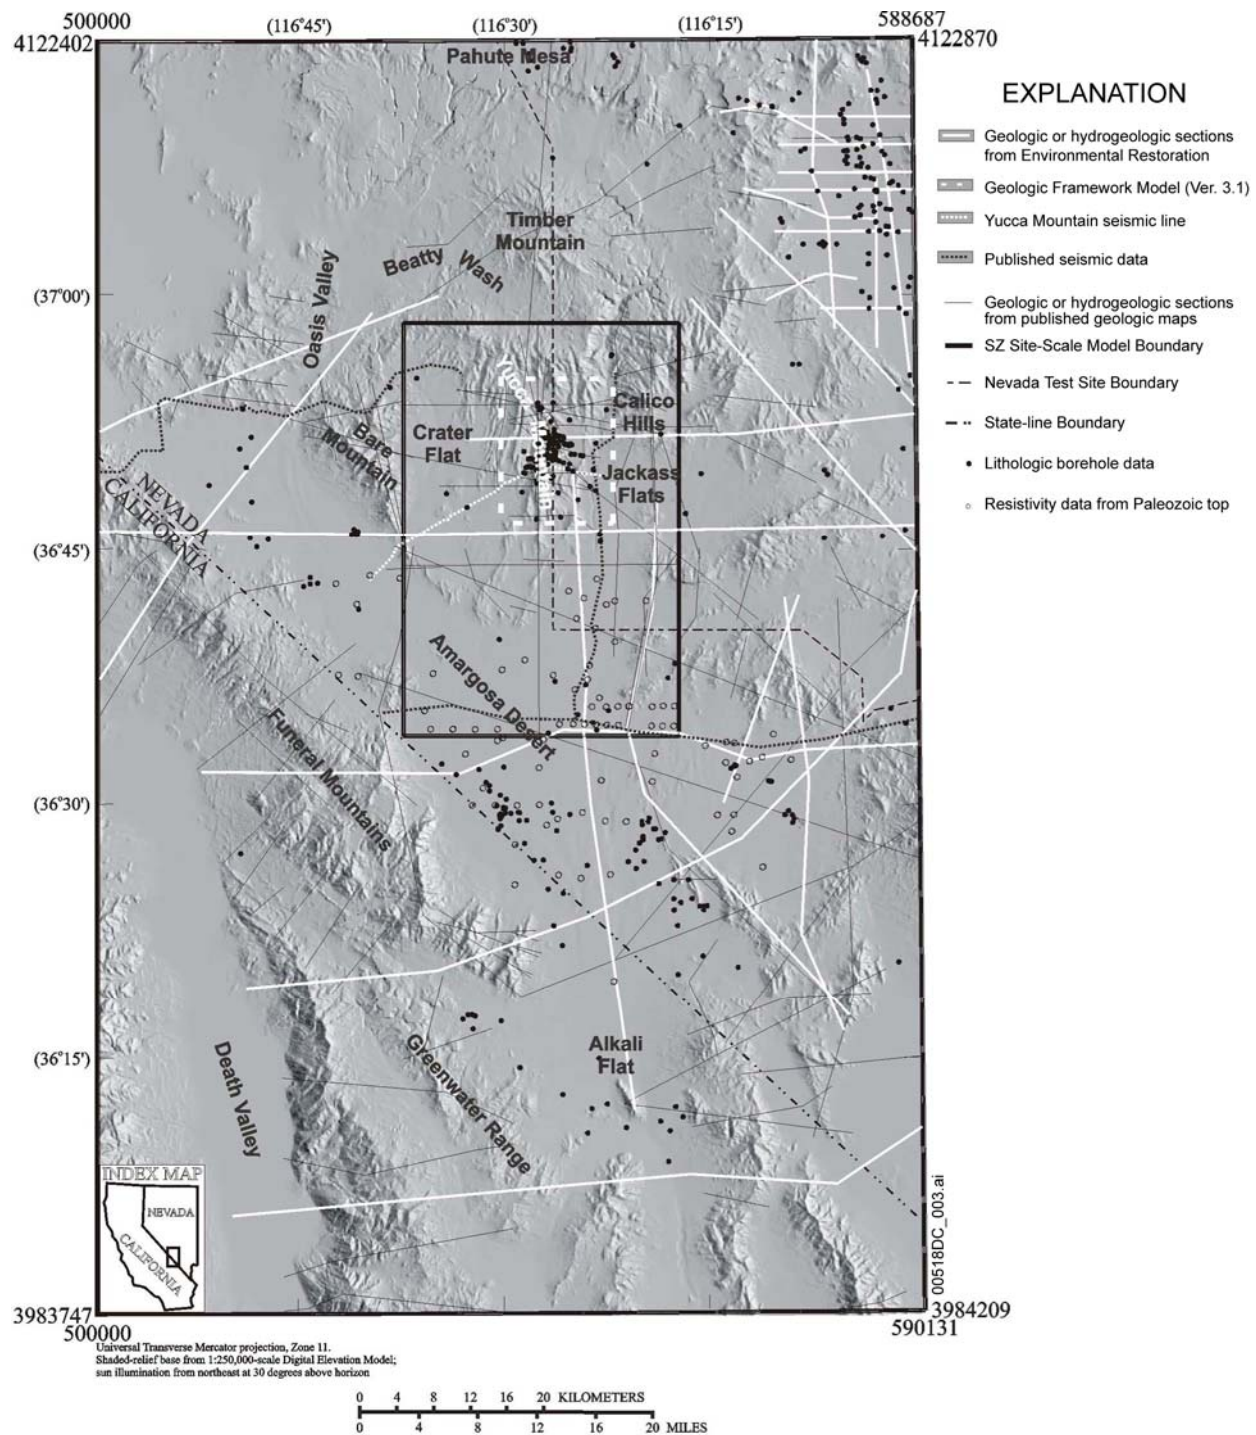 500000
(116°45')
(116°30')
(116°15')
588687
4122402
4122870
Pahute Mesa
EXPLANATION
Geologic or hydrogeologic sections
from Environmental Restoration
Geologic Framework Model (Ver. 3.1)
Yucca Mountain seismic line
Published seismic data
Geologic or hydrogeologic sections
from published geologic maps
SZ Site-Scale Model Boundary
Nevada Test Site Boundary
State-line Boundary
Lithologic borehole data
Resistivity data from Paleozoic top
Timber
Mountain
Beatty Wash
Oasis Valley
(37°00')
Yucca
Calico
Hills
Crater
Flat
Bare
Mountain
Jackass
Flats
NEVADA
CALIFORNIA
(36°45')
Amargosa Desert
Funeral Mountains
(36°30')
Alkali
Flat
(36°15')
Death Valley
Greenwater Range
INDEX MAP
NEVADA
CALIFORNIA
00518DC_003.ai
3983747
3984209
500000
590131
Universal Transverse Mercator projection, Zone 11.
Shaded-relief base from 1:250,000-scale Digital Elevation Model;
sun illumination from northeast at 30 degrees above horizon
0 4 8 12 16 20 KILOMETERS
0 4 8 12 16 20 MILES